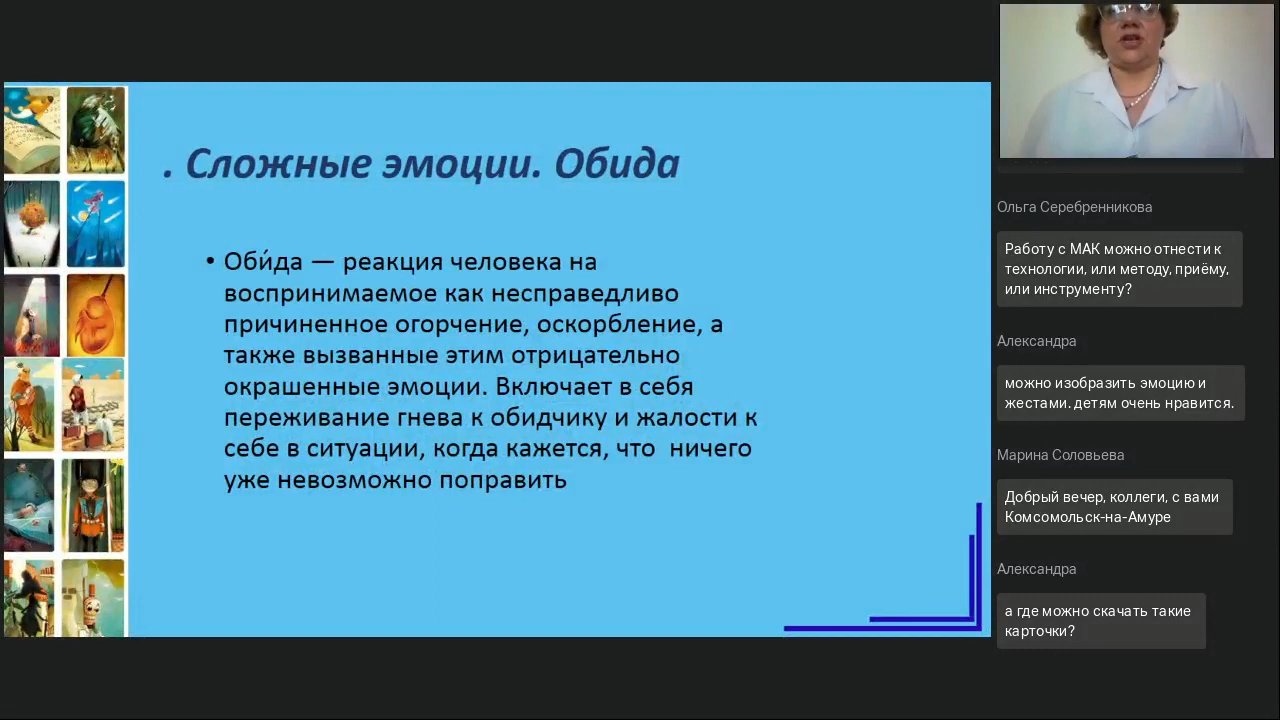 . Сложные эмоции. Обида
• Оби́да — реакция человека на
воспринимаемое как несправедливо
причиненное огорчение, оскорбление, а
также вызванные этим отрицательно
окрашенные эмоции. Включает в себя
переживание гнева к обидчику и жалости к
себе в ситуации, когда кажется, что  ничего
уже невозможно поправить
Ольга Серебренникова
Работу с МАК можно отнести к
технологии, или методу, приёму,
или инструменту?
Александра
можно изобразить эмоцию и
жестами. детям очень нравится.
Марина Соловьева
Добрый вечер, коллеги, с вами
Комсомольск-на-Амуре
Александра
а где можно скачать такие
карточки?